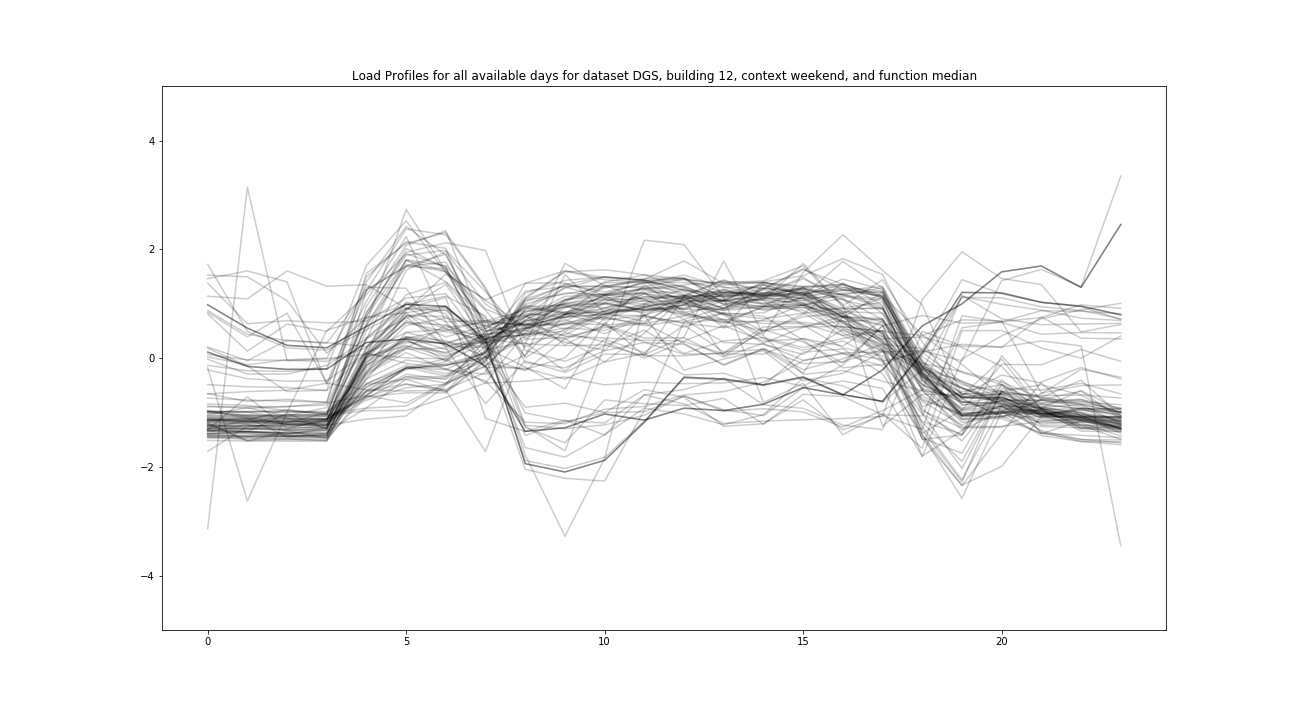 Load Profiles for all available days for dataset DGS, building 12, context weekend, and function median
4
2
0
−2
−4
0 5 10 15 20